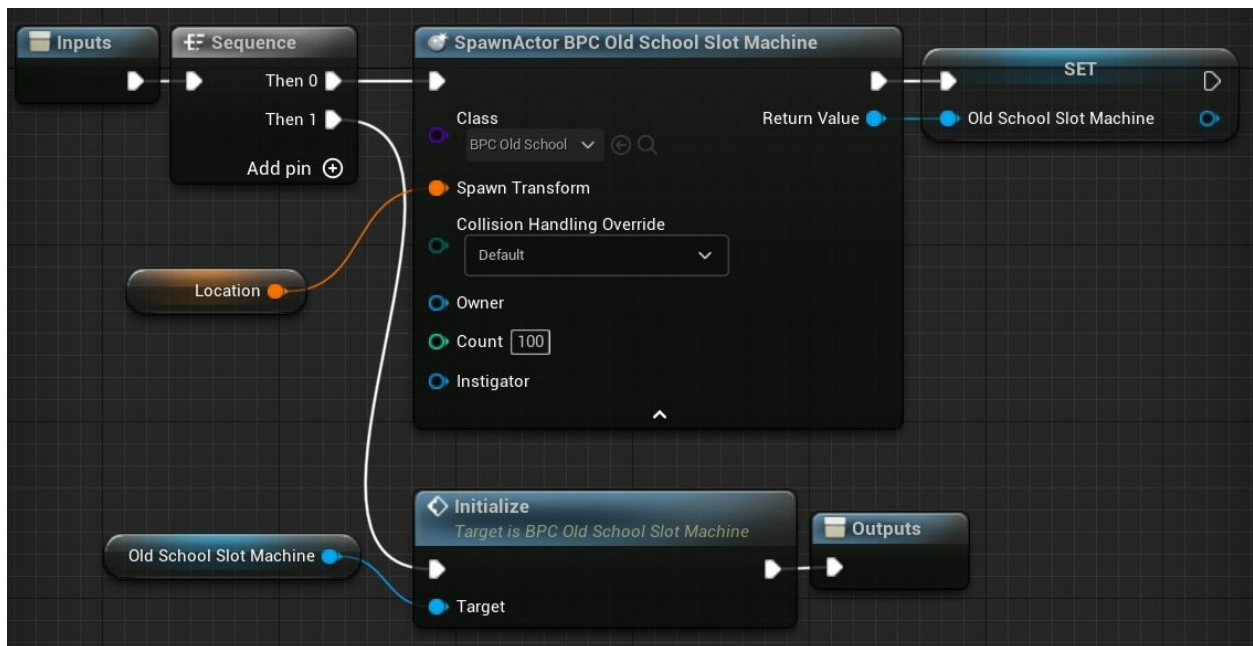 Inputs
Sequence
Then 0
Then 1
Add pin
SpawnActor BPC Old School Slot Machine
Class
BPC Old School
Return Value
Spawn Transform
Collision Handling Override
Default
Owner
Count 100
Instigator
SET
Old School Slot Machine
Location
Initialize
Target is BPC Old School Slot Machine
Target
Old School Slot Machine
Outputs